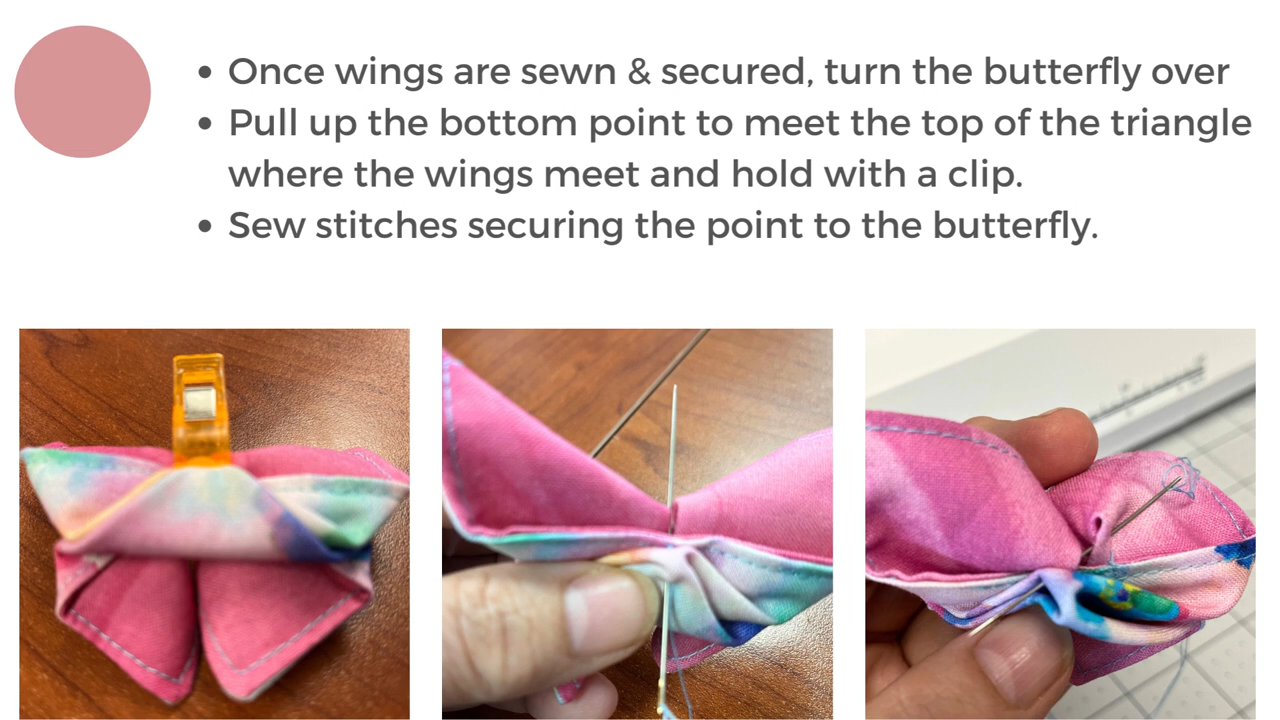 • Once wings are sewn & secured, turn the butterfly over
• Pull up the bottom point to meet the top of the triangle
where the wings meet and hold with a clip.
• Sew stitches securing the point to the butterfly.